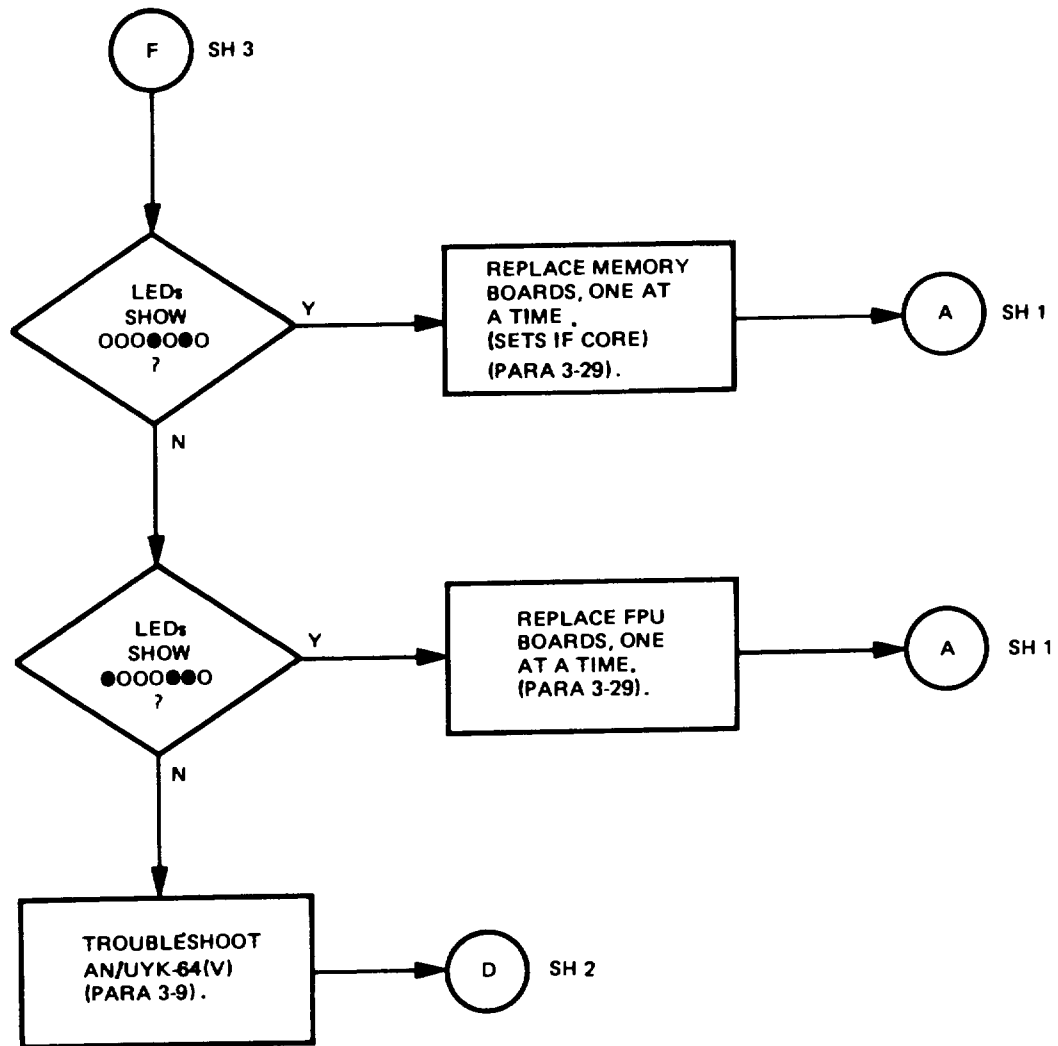 F SH 3
LEDs
SHOW
OOO●O●O
?
Y
N
REPLACE MEMORY
BOARDS, ONE AT
A TIME .
(SETS IF CORE)
(PARA 3-29).
A SH 1
LEDs
SHOW
●OOO●●O
?
Y
N
REPLACE FPU
BOARDS, ONE
AT A TIME.
(PARA 3-29).
A SH 1
TROUBLESHOOT
AN/UYK-64(V)
(PARA 3-9).
D SH 2